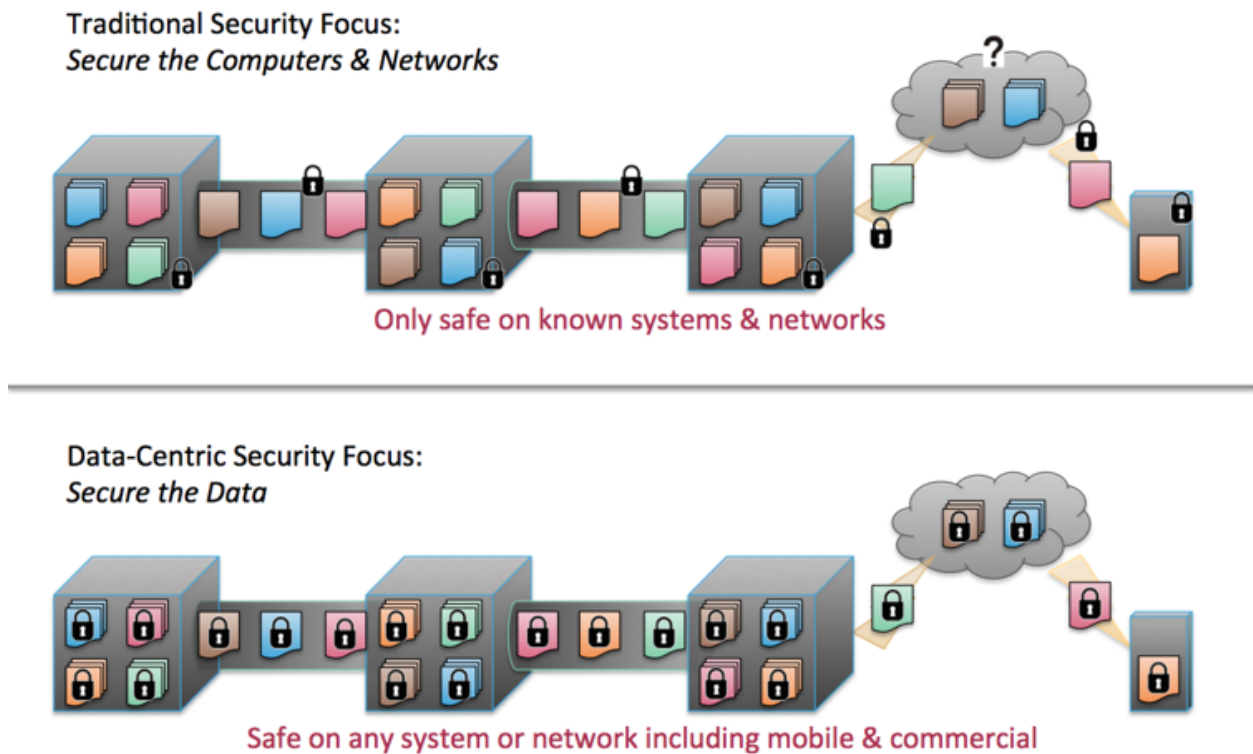 Traditional Security Focus:
Secure the Computers & Networks
?
Only safe on known systems & networks
Data-Centric Security Focus:
Secure the Data
Safe on any system or network including mobile & commercial